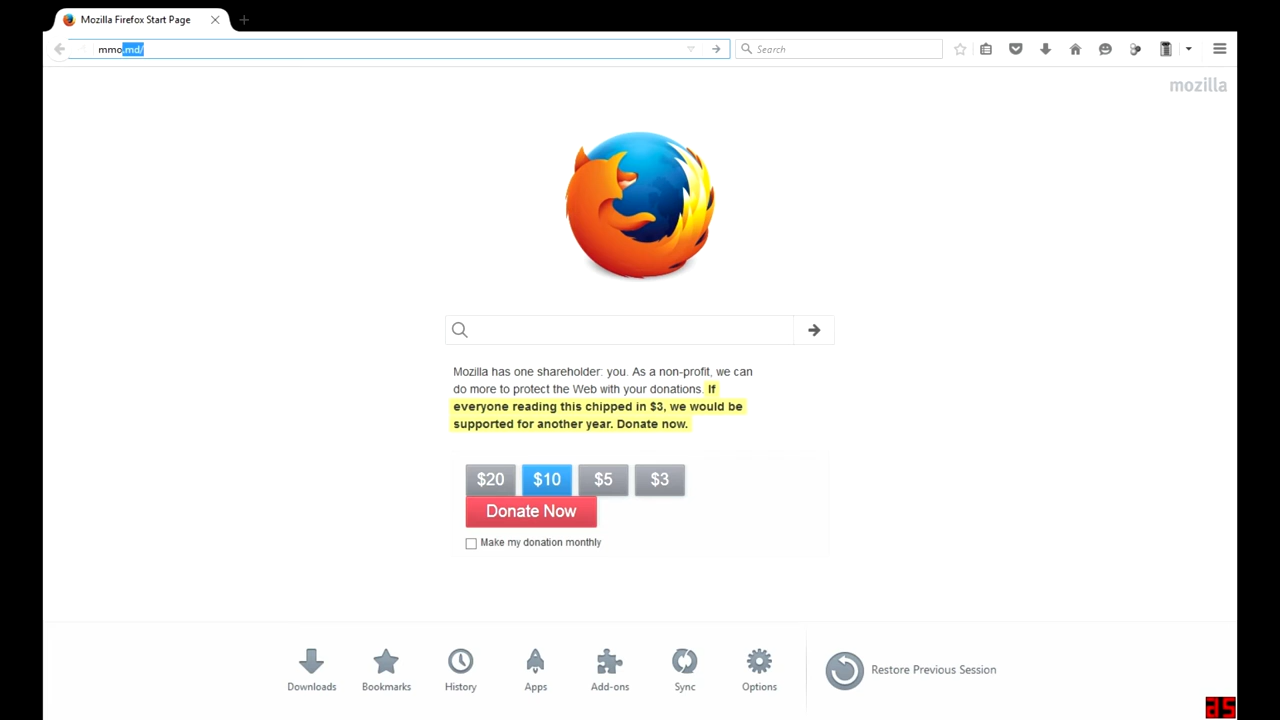 Mozilla Firefox Start Page
mmo.md/
Search
mozilla
Mozilla has one shareholder: you. As a non-profit, we can
do more to protect the Web with your donations. If
everyone reading this chipped in $3, we would be
supported for another year. Donate now.
$20 $10 $5 $3
Donate Now
Make my donation monthly
Downloads Bookmarks History Apps Add-ons Sync Options Restore Previous Session